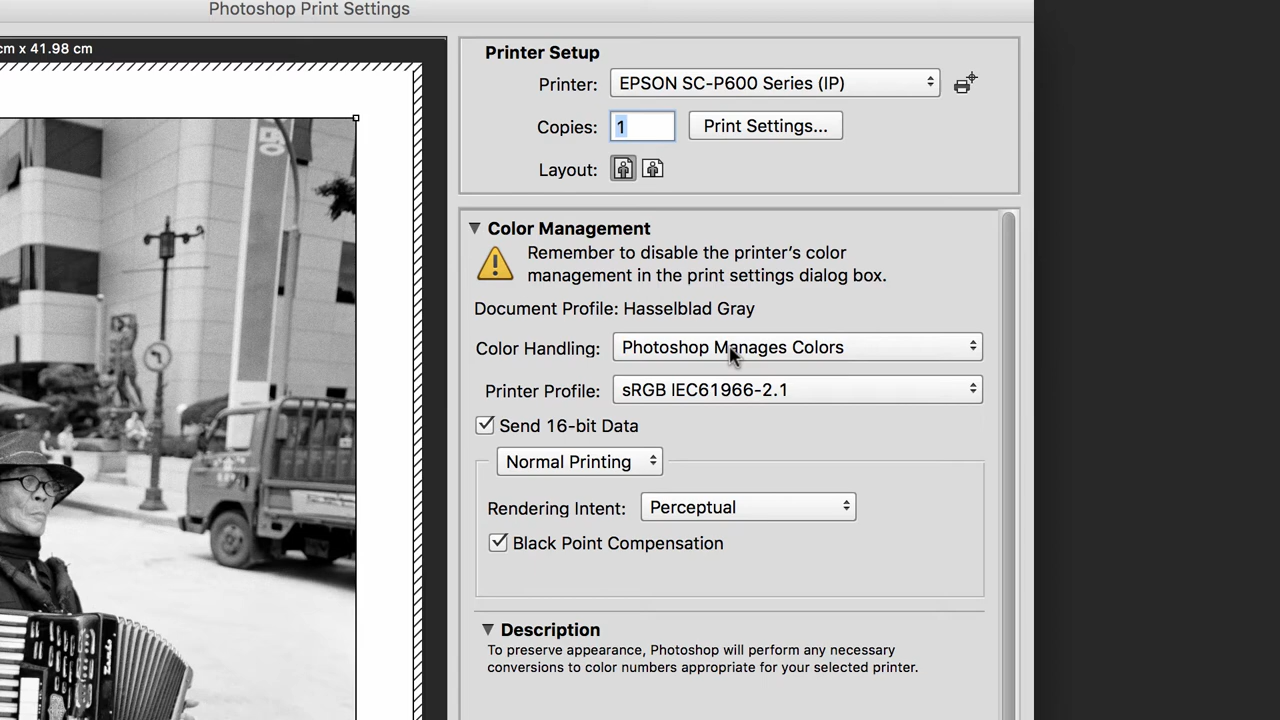 Photoshop Print Settings
cm x 41.98 cm
Printer Setup
Printer: EPSON SC-P600 Series (IP)
Copies: 1 Print Settings...
Layout:
Color Management
Remember to disable the printer's color
management in the print settings dialog box.
Document Profile: Hasselblad Gray
Color Handling: Photoshop Manages Colors
Printer Profile: sRGB IEC61966-2.1
Send 16-bit Data
Normal Printing
Rendering Intent: Perceptual
Black Point Compensation
Description
To preserve appearance, Photoshop will perform any necessary
conversions to color numbers appropriate for your selected printer.